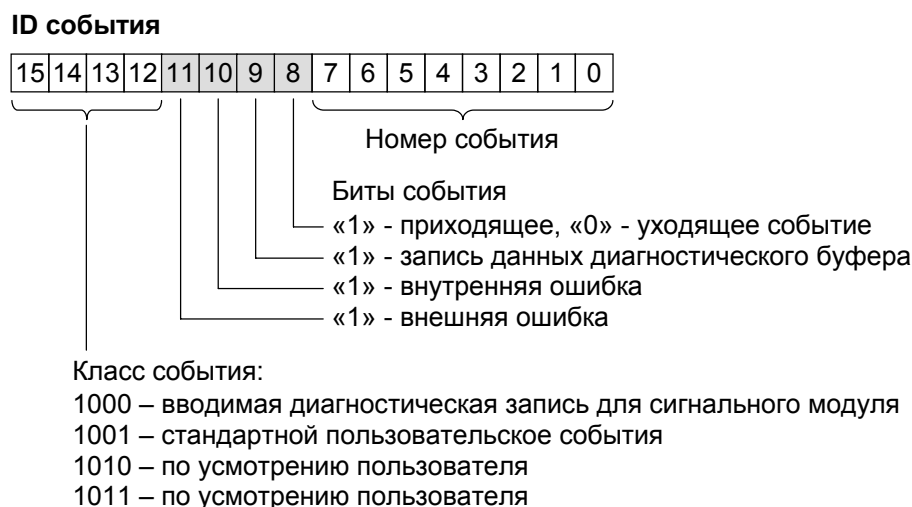 ID события
15 14 13 12 11 10 9 8 7 6 5 4 3 2 1 0
Номер события
Биты события
«1» - приходящее, «0» - уходящее событие
«1» - запись данных диагностического буфера
«1» - внутренняя ошибка
«1» - внешняя ошибка
Класс события:
1000 – вводимая диагностическая запись для сигнального модуля
1001 – стандартной пользовательское события
1010 – по усмотрению пользователя
1011 – по усмотрению пользователя